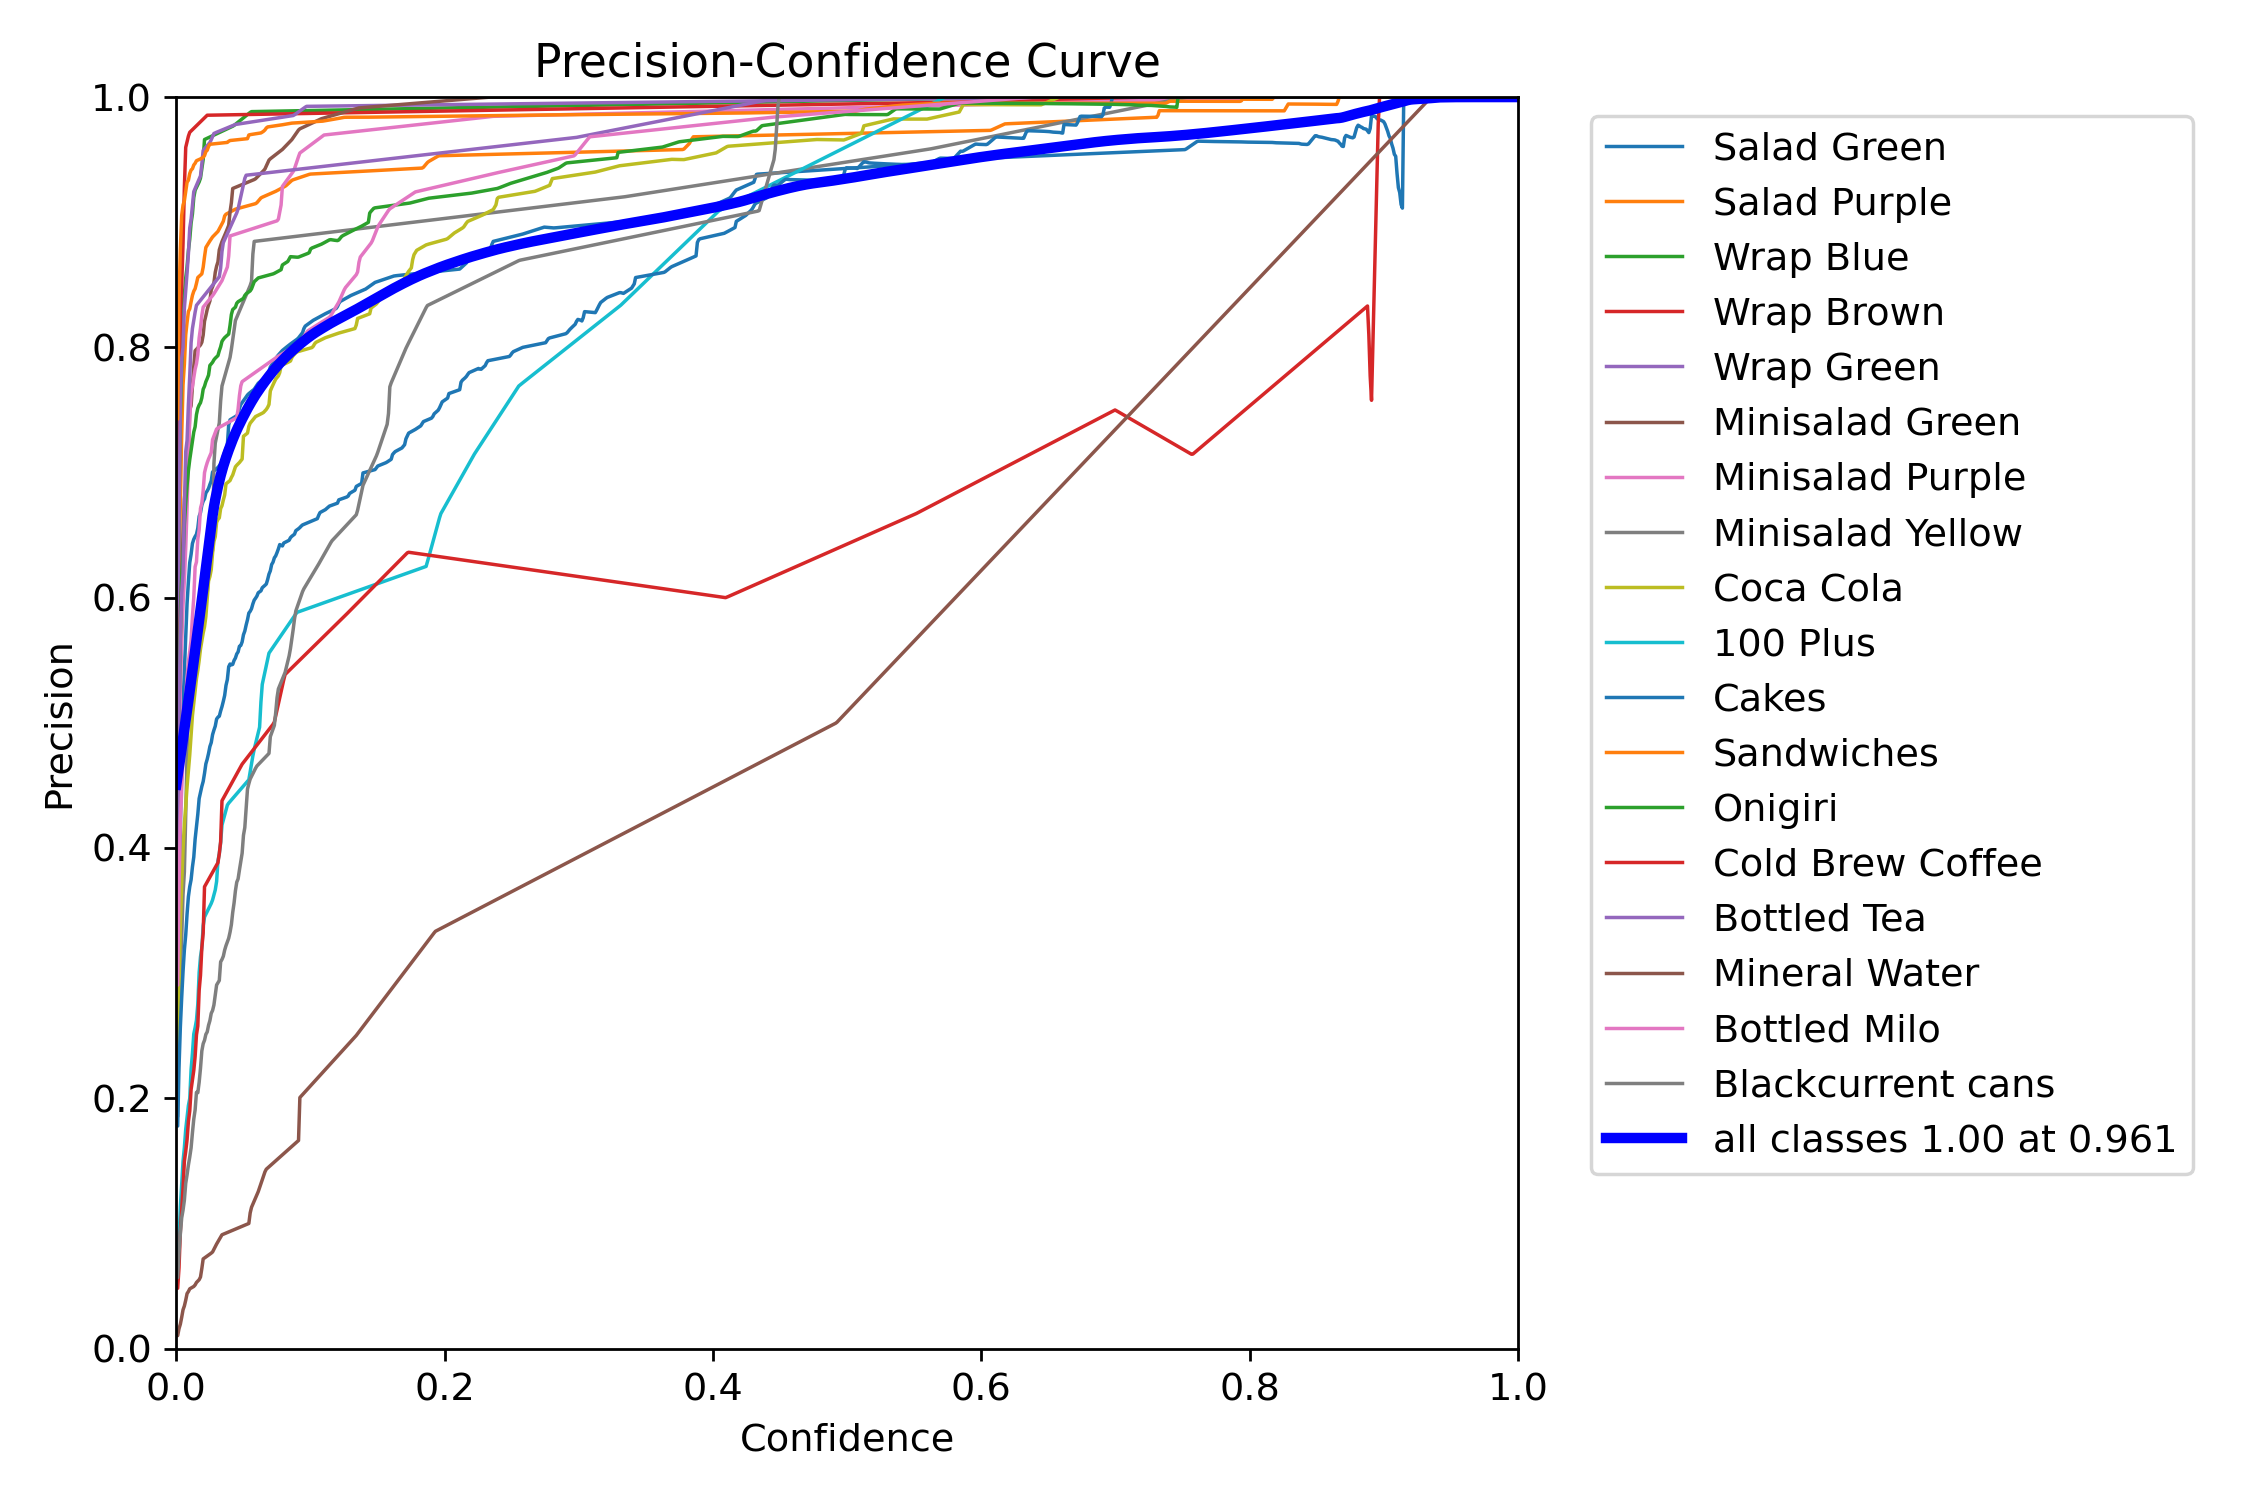 Precision-Confidence Curve
1.0
0.8
0.6
0.4
0.2
0.0
Precision
0.0 0.2 0.4 0.6 0.8 1.0
Confidence
Salad Green
Salad Purple
Wrap Blue
Wrap Brown
Wrap Green
Minisalad Green
Minisalad Purple
Minisalad Yellow
Coca Cola
100 Plus
Cakes
Sandwiches
Onigiri
Cold Brew Coffee
Bottled Tea
Mineral Water
Bottled Milo
Blackcurrent cans
all classes 1.00 at 0.961